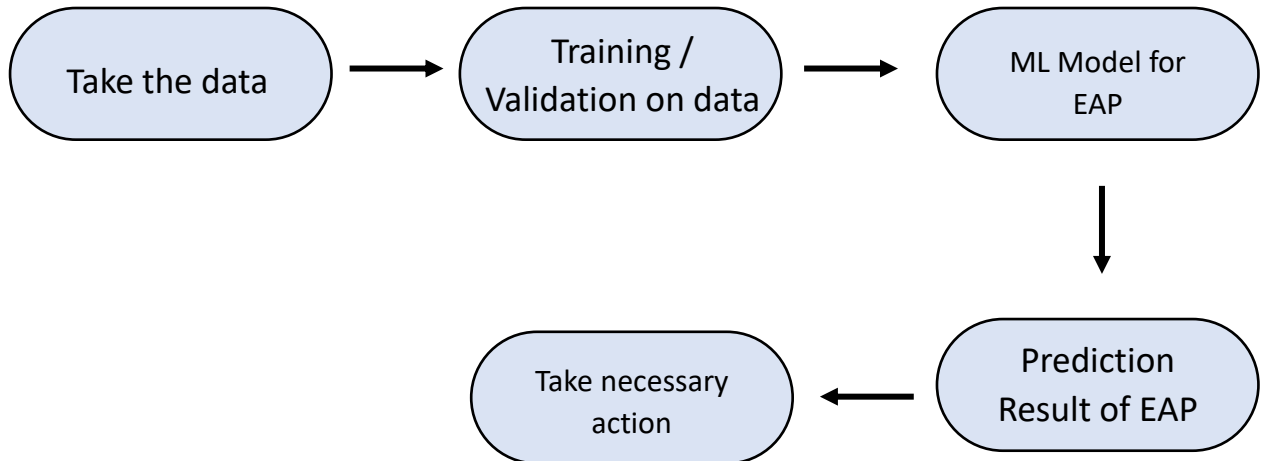 Take the data
Training /
Validation on data
ML Model for
EAP
Prediction
Result of EAP
Take necessary
action